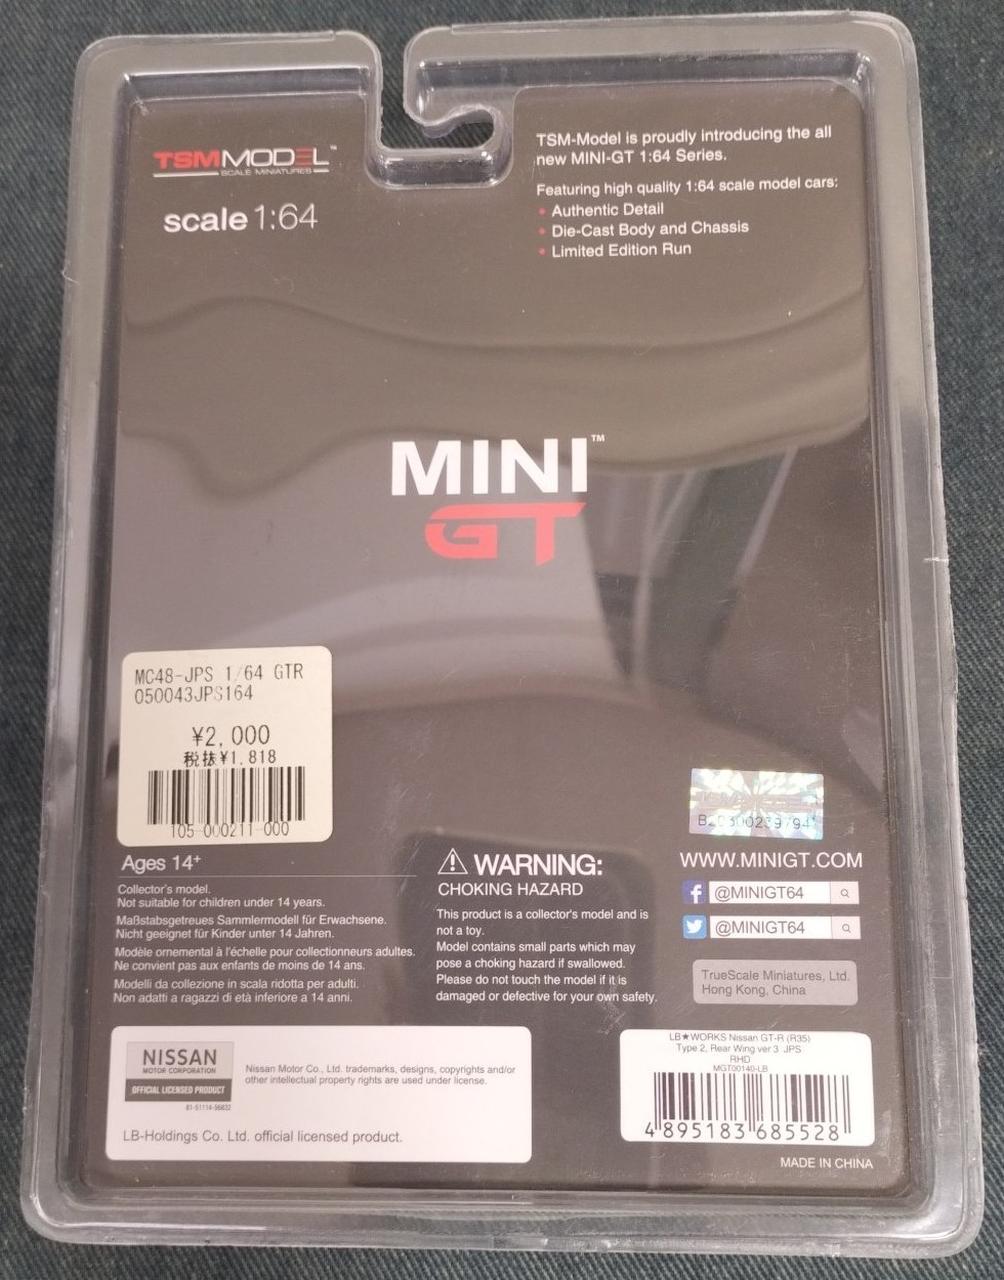 TSMMODEL™
SCALE MINIATURES
scale 1:64
TSM-Model is proudly introducing the all
new MINI-GT 1:64 Series.
Featuring high quality 1:64 scale model cars:
• Authentic Detail
• Die-Cast Body and Chassis
• Limited Edition Run
MINI™
GT
MC48-JPS 1/64 GTR
050043JPS164
¥2,000
税抜¥1,818
105-000211-000
Ages 14+
Collector's model.
Not suitable for children under 14 years.
Maßstabsgetreues Sammlermodell für Erwachsene.
Nicht geeignet für Kinder unter 14 Jahren.
Modèle ornemental à l'échelle pour collectionneurs adultes.
Ne convient pas aux enfants de moins de 14 ans.
Modelli da collezione in scala ridotta per adulti.
Non adatti a ragazzi di età inferiore a 14 anni.
⚠ WARNING:
CHOKING HAZARD
This product is a collector's model and is
not a toy.
Model contains small parts which may
pose a choking hazard if swallowed.
Please do not touch the model if it is
damaged or defective for your own safety.
WWW.MINIGT.COM
@MINIGT64
@MINIGT64
TrueScale Miniatures, Ltd.
Hong Kong, China
NISSAN
MOTOR CORPORATION
OFFICIAL LICENSED PRODUCT
Nissan Motor Co., Ltd. trademarks, designs, copyrights and/or
other intellectual property rights are used under license.
LB-Holdings Co. Ltd. official licensed product.
LB★WORKS Nissan GT-R (R35)
Type 2, Rear Wing ver 3 JPS
RHD
MGT00140-LB
4 895183 685528
MADE IN CHINA